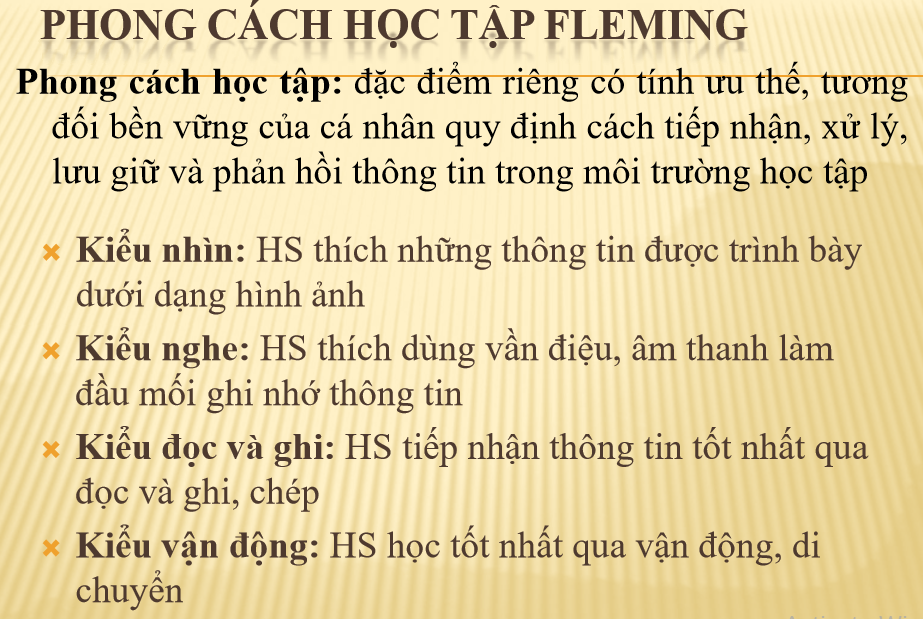 PHONG CÁCH HỌC TẬP FLEMING
Phong cách học tập: đặc điểm riêng có tính ưu thế, tương
đối bền vững của cá nhân quy định cách tiếp nhận, xử lý,
lưu giữ và phản hồi thông tin trong môi trường học tập
Kiểu nhìn: HS thích những thông tin được trình bày
dưới dạng hình ảnh
Kiểu nghe: HS thích dùng vần điệu, âm thanh làm
đầu mối ghi nhớ thông tin
Kiểu đọc và ghi: HS tiếp nhận thông tin tốt nhất qua
đọc và ghi, chép
Kiểu vận động: HS học tốt nhất qua vận động, di
chuyển